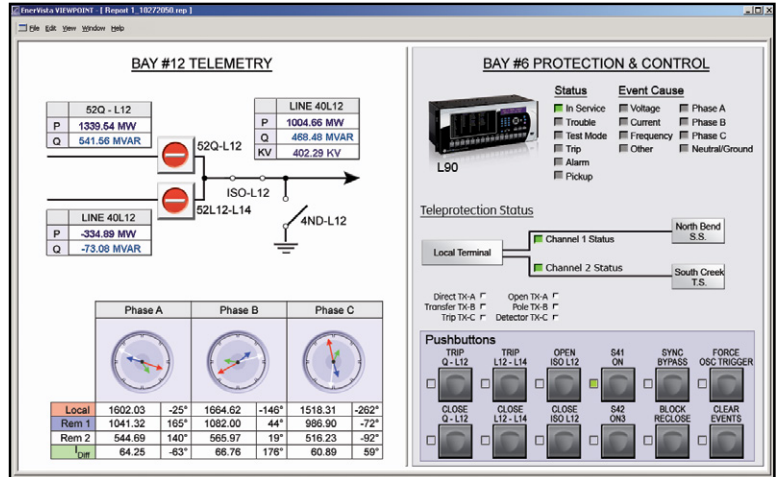 EnerVista VIEWPOINT - [ Report 1_10272050.rep ]
File Edit View Window Help
BAY #12 TELEMETRY
52Q - L12
P 1339.54 MW
Q 541.56 MVAR
LINE 40L12
P 1004.66 MW
Q 468.48 MVAR
KV 402.29 KV
52Q-L12
ISO-L12
52L12-L14
4ND-L12
LINE 40L12
P -334.89 MW
Q -73.08 MVAR
Phase A Phase B Phase C
Local 1602.03 -25° 1664.62 -146° 1518.31 -262°
Rem 1 1041.32 165° 1082.00 44° 986.90 -72°
Rem 2 544.69 140° 565.97 19° 516.23 -92°
IDiff 64.25 -63° 66.76 176° 60.89 59°
BAY #6 PROTECTION & CONTROL
L90
Status Event Cause
In Service Voltage Phase A
Trouble Current Phase B
Test Mode Frequency Phase C
Trip Other Neutral/Ground
Alarm
Pickup
Teleprotection Status
Local Terminal
Channel 1 Status
Channel 2 Status
North Bend
S.S.
South Creek
T.S.
Direct TX-A Open TX-A
Transfer TX-B Pole TX-B
Trip TX-C Detector TX-C
Pushbuttons
TRIP TRIP OPEN S41 SYNC FORCE
Q - L12 L12 - L14 ISO L12 ON BYPASS OSC TRIGGER
CLOSE CLOSE CLOSE S42 BLOCK CLEAR
Q - L12 L12 - L14 ISO L12 ON3 RECLOSE EVENTS